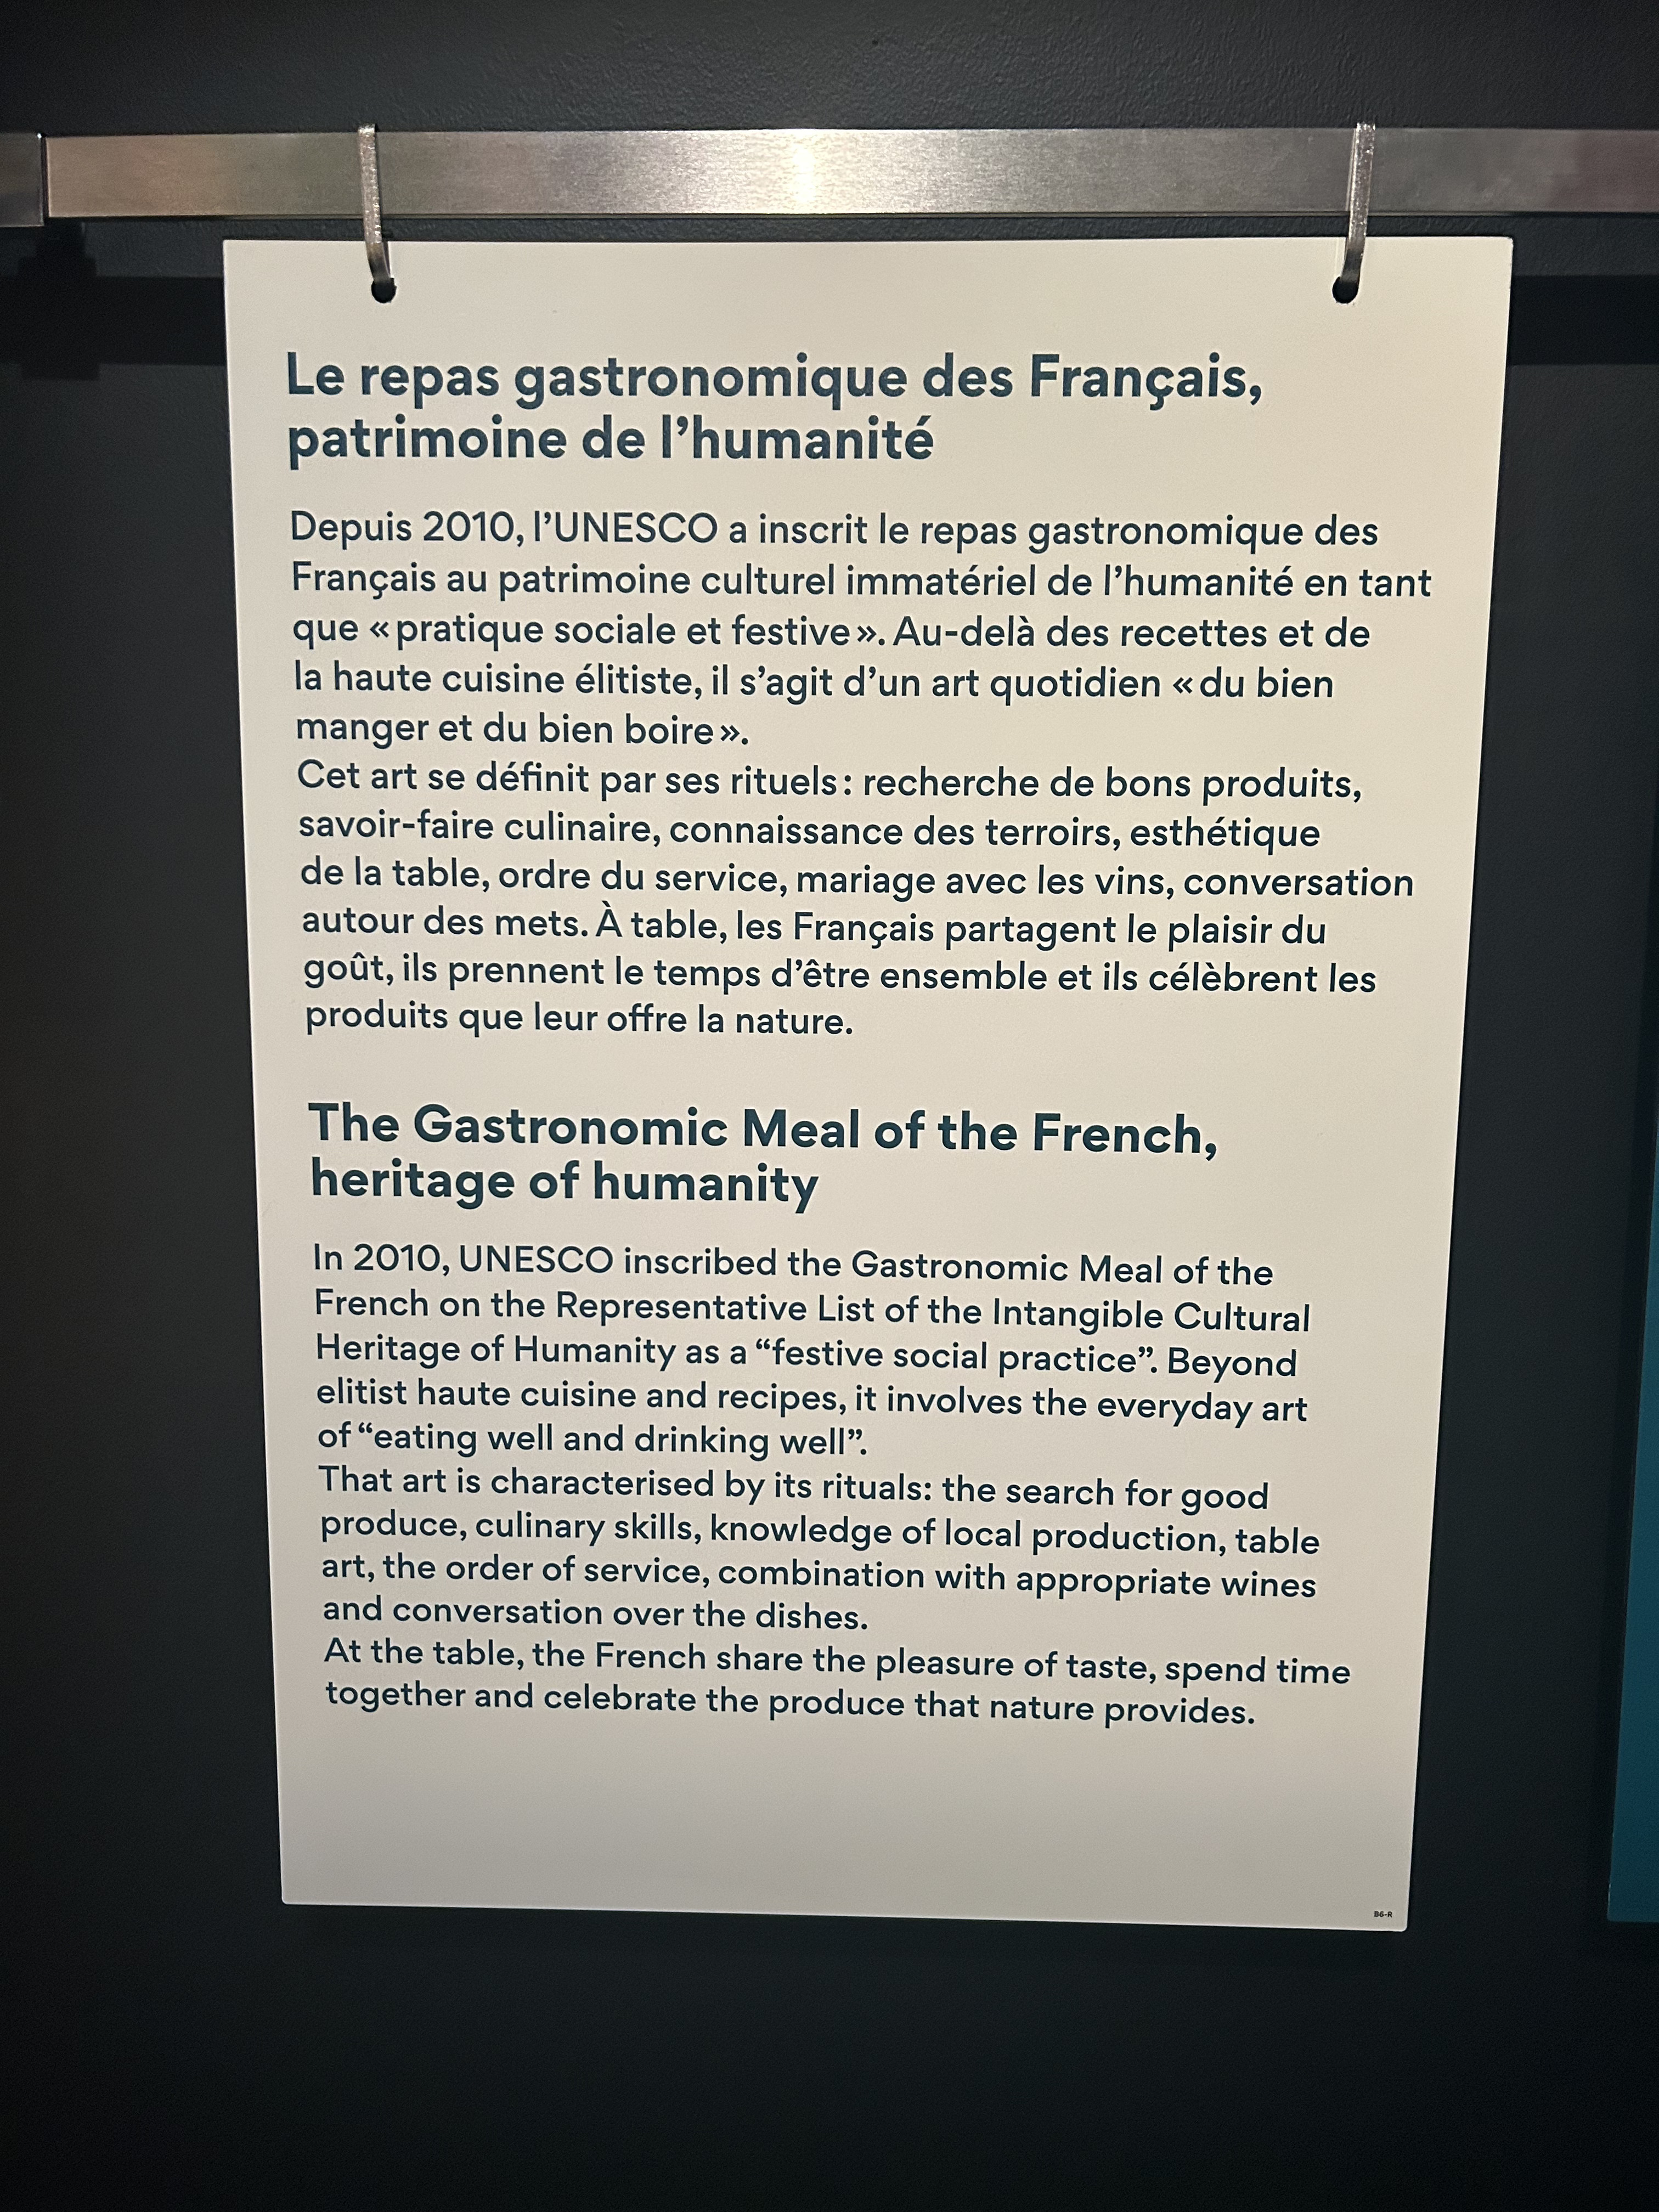 Le repas gastronomique des Français,
patrimoine de l’humanité
Depuis 2010, l’UNESCO a inscrit le repas gastronomique des
Français au patrimoine culturel immatériel de l’humanité en tant
que « pratique sociale et festive ». Au-delà des recettes et de
la haute cuisine élitiste, il s’agit d’un art quotidien « du bien
manger et du bien boire ».
Cet art se définit par ses rituels : recherche de bons produits,
savoir-faire culinaire, connaissance des terroirs, esthétique
de la table, ordre du service, mariage avec les vins, conversation
autour des mets. À table, les Français partagent le plaisir du
goût, ils prennent le temps d’être ensemble et ils célèbrent les
produits que leur offre la nature.
The Gastronomic Meal of the French,
heritage of humanity
In 2010, UNESCO inscribed the Gastronomic Meal of the
French on the Representative List of the Intangible Cultural
Heritage of Humanity as a “festive social practice”. Beyond
elitist haute cuisine and recipes, it involves the everyday art
of “eating well and drinking well”.
That art is characterised by its rituals: the search for good
produce, culinary skills, knowledge of local production, table
art, the order of service, combination with appropriate wines
and conversation over the dishes.
At the table, the French share the pleasure of taste, spend time
together and celebrate the produce that nature provides.
B6-R